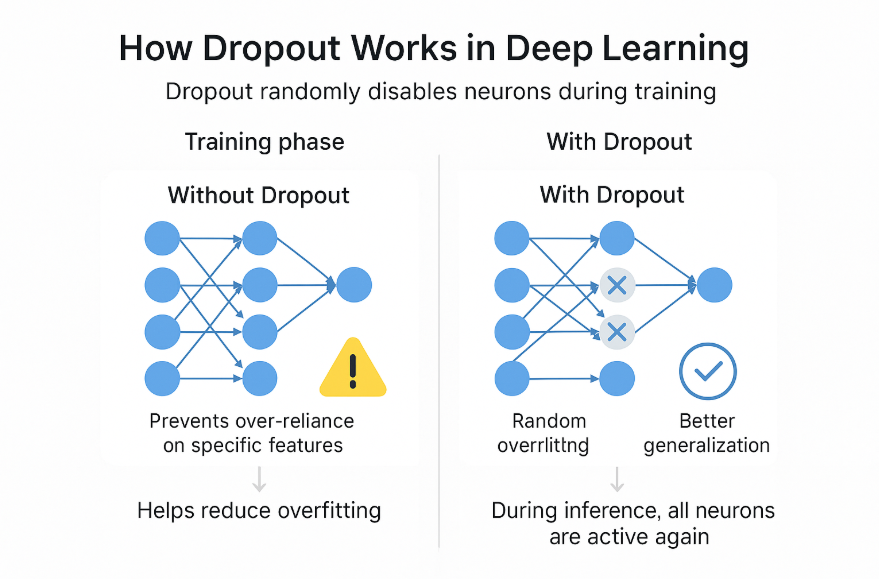 How Dropout Works in Deep Learning
Dropout randomly disables neurons during training
Training phase
Without Dropout
!
Prevents over-reliance
on specific features
Helps reduce overfitting
With Dropout
With Dropout
Random
overrlittng
Better
generalization
During inference, all neurons
are active again